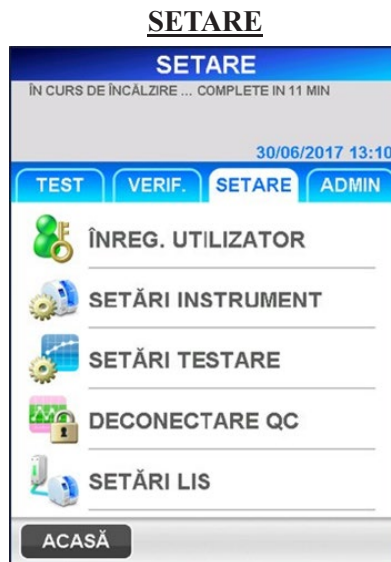 SETARE
SETARE
ÎN CURS DE ÎNCĂLZIRE ... COMPLETE IN 11 MIN
30/06/2017 13:10
TEST VERIF. SETARE ADMIN
ÎNREG. UTILIZATOR
SETĂRI INSTRUMENT
SETĂRI TESTARE
DECONECTARE QC
SETĂRI LIS
ACASĂ